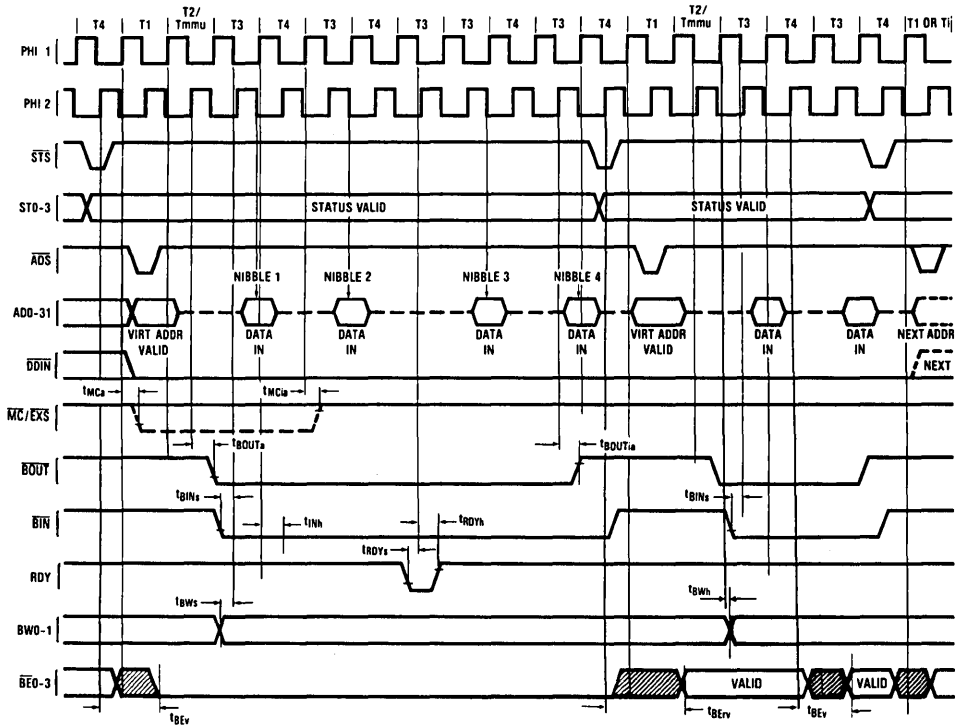 T2/ T2/
T4 T1 Tmmu T3 T4 T3 T4 T3 T4 T3 T4 T1 Tmmu T3 T4 T3 T4 T1 OR Ti
PHI 1
PHI 2
STS
ST0-3 STATUS VALID STATUS VALID
ADS
NIBBLE 1 NIBBLE 2 NIBBLE 3 NIBBLE 4
AD0-31
VIRT ADDR DATA DATA DATA DATA VIRT ADDR DATA DATA NEXT ADDR
VALID IN IN IN IN VALID IN IN
DDIN NEXT
tMCa tMCia
MC/EXS
tBOUTa tBOUTia
BOUT
tBINs tBINs
BIN
tINh tRDYh
tRDYs
RDY
tBWs tBWh
BW0-1
BE0-3 VALID VALID
tBEv tBErv tBEv